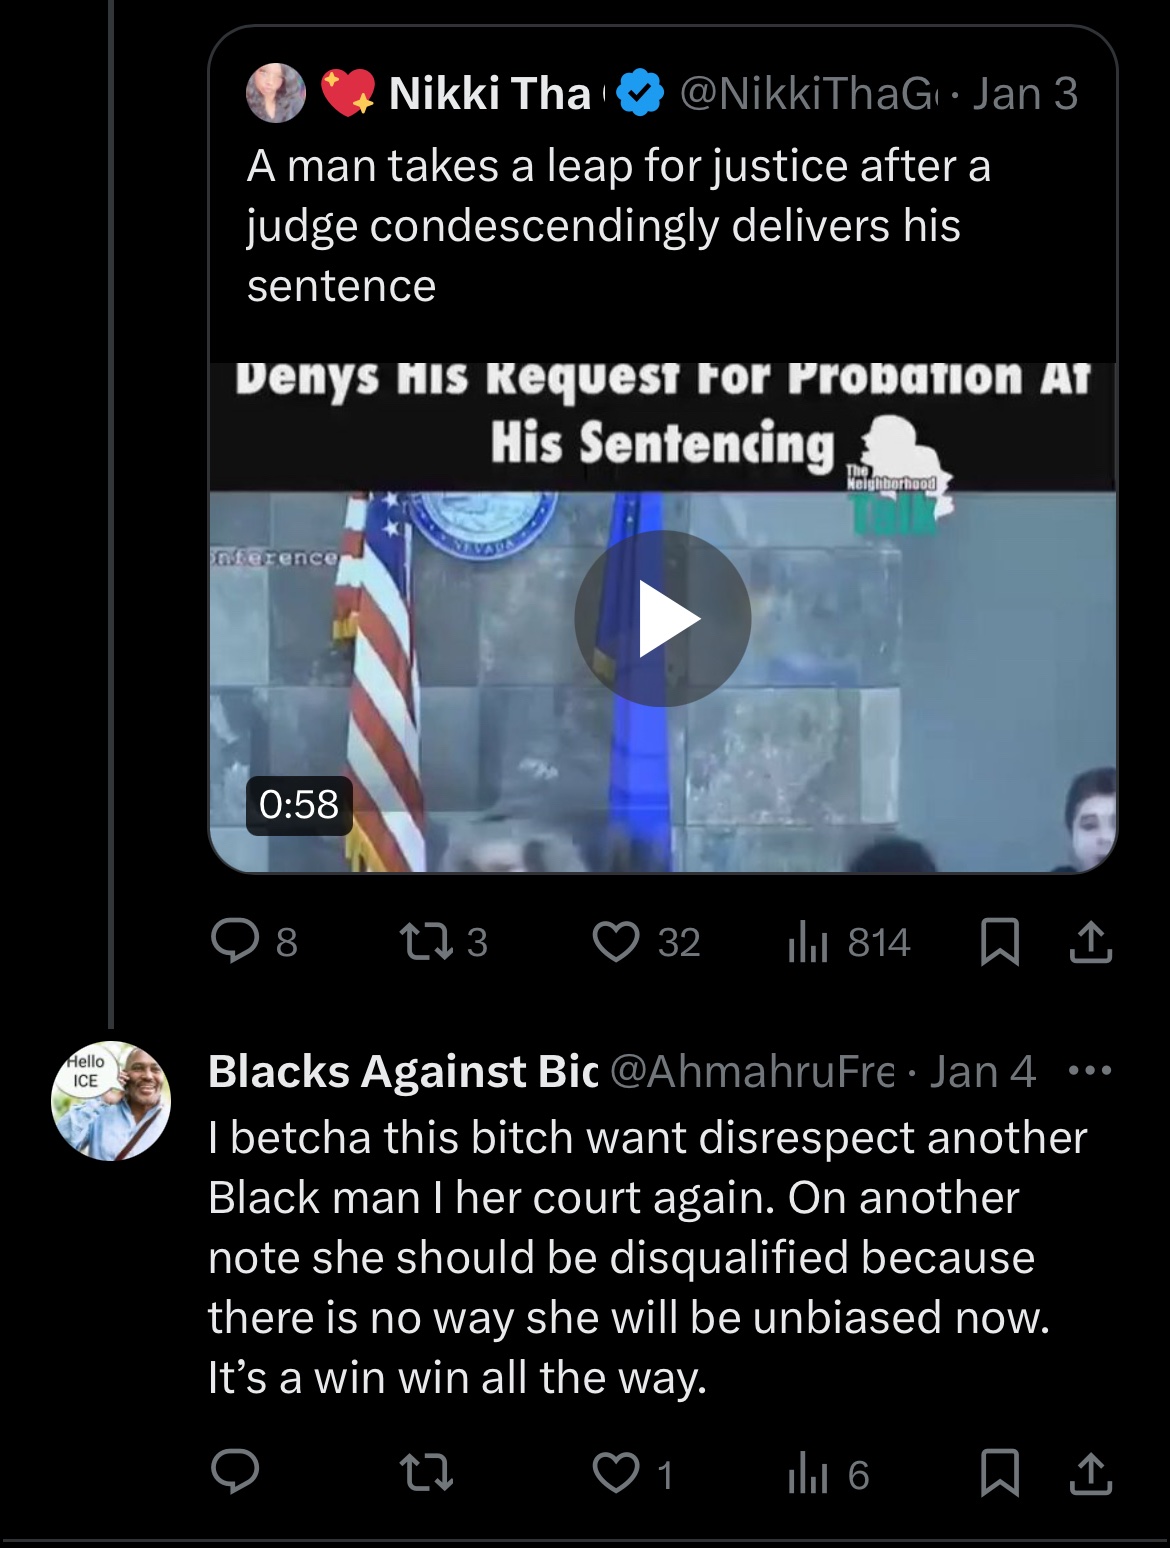 Nikki Tha
@NikkiThaG
· Jan 3
A man takes a leap for justice after a
judge condescendingly delivers his
sentence
Denys His Request For Probation At
His Sentencing
The
Neighborhood
Talk
NEVADA
onference
0:58
8
3
32
814
Hello
ICE
Blacks Against Bic @AhmahruFre · Jan 4
I betcha this bitch want disrespect another
Black man I her court again. On another
note she should be disqualified because
there is no way she will be unbiased now.
It’s a win win all the way.
1
6